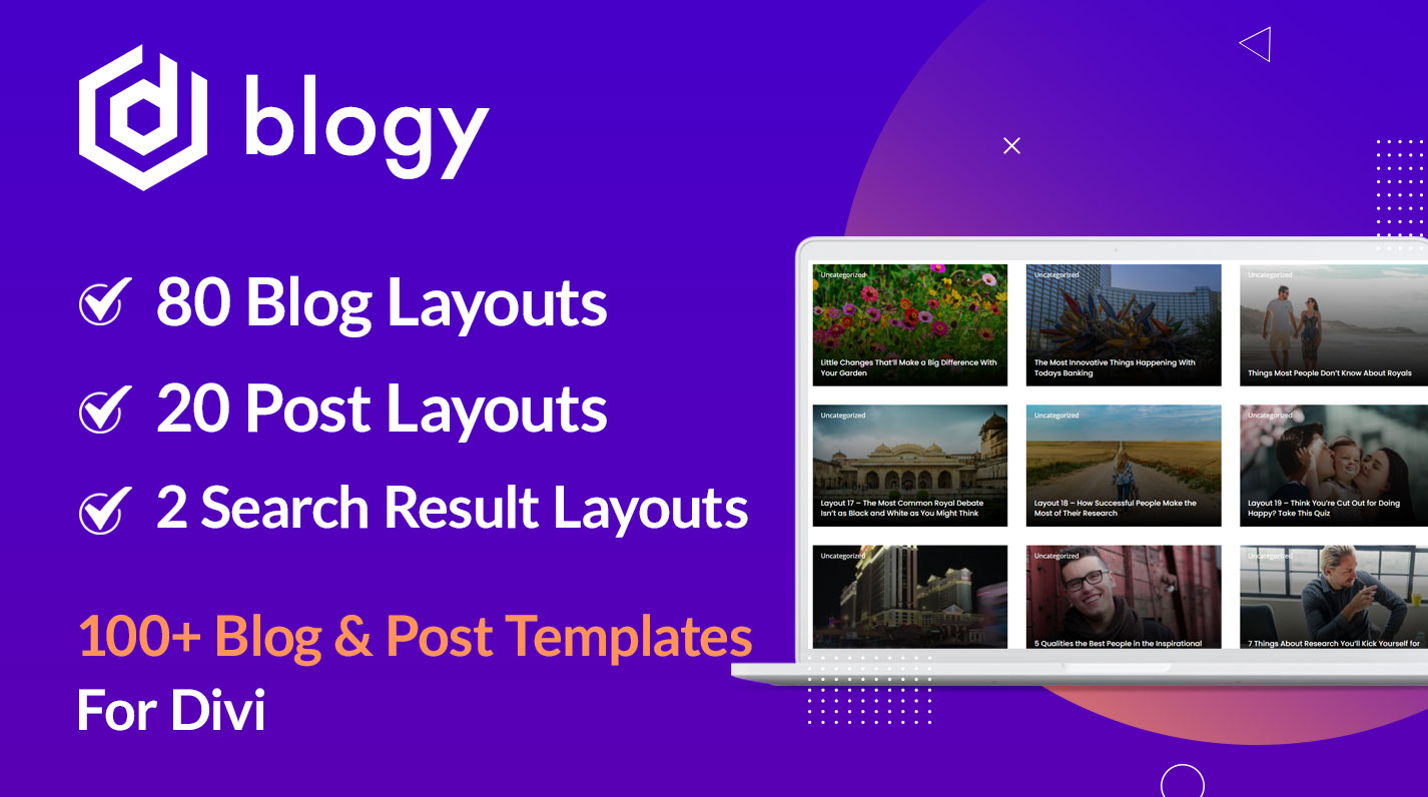 blogy
80 Blog Layouts
20 Post Layouts
2 Search Result Layouts
100+ Blog & Post Templates
For Divi
Uncategorized
Little Changes That'll Make a Big Difference With
Your Garden
Uncategorized
The Most Innovative Things Happening With
Todays Banking
Uncategorized
Things Most People Don't Know About Royals
Uncategorized
Layout 17 – The Most Common Royal Debate
Isn't as Black and White as You Might Think
Uncategorized
Layout 18 – How Successful People Make the
Most of Their Research
Uncategorized
Layout 19 – Think You're Cut Out for Doing
Happy? Take This Quiz
Uncategorized
Uncategorized
5 Qualities the Best People in the Inspirational
Uncategorized
7 Things About Research You'll Kick Yourself for